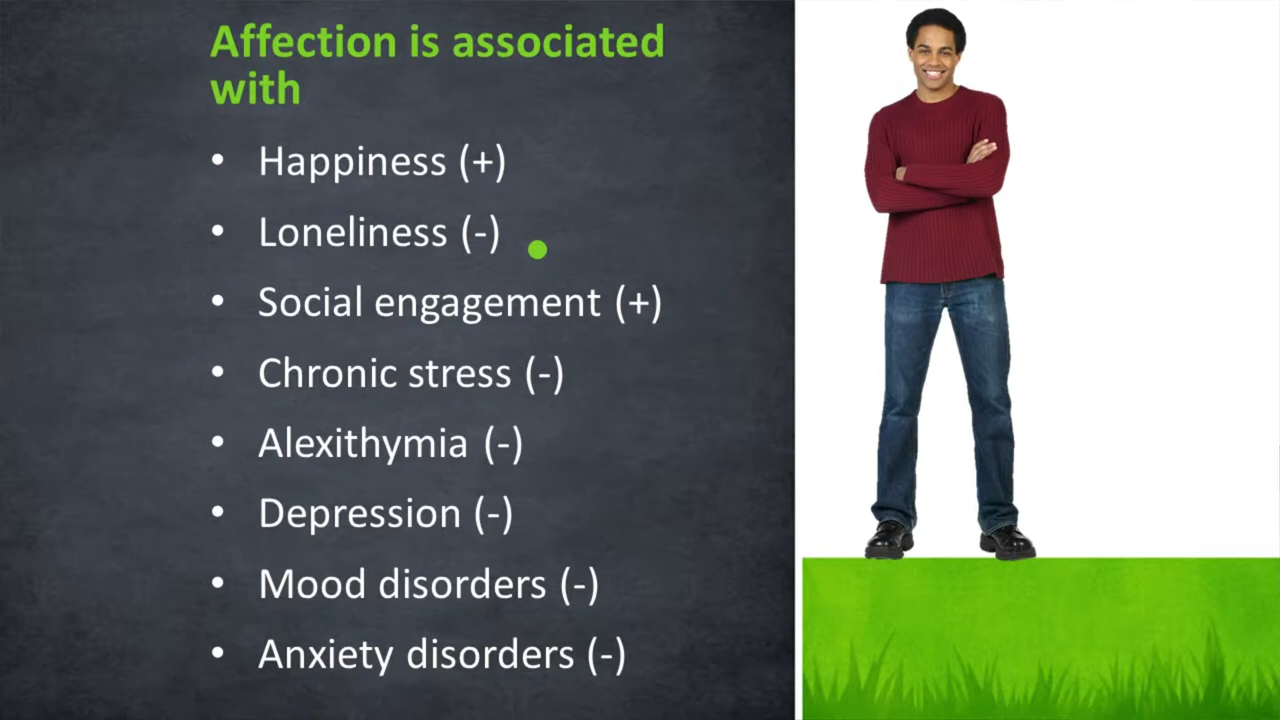 Affection is associated
with
• Happiness (+)
• Loneliness (-)
• Social engagement (+)
• Chronic stress (-)
• Alexithymia (-)
• Depression (-)
• Mood disorders (-)
• Anxiety disorders (-)